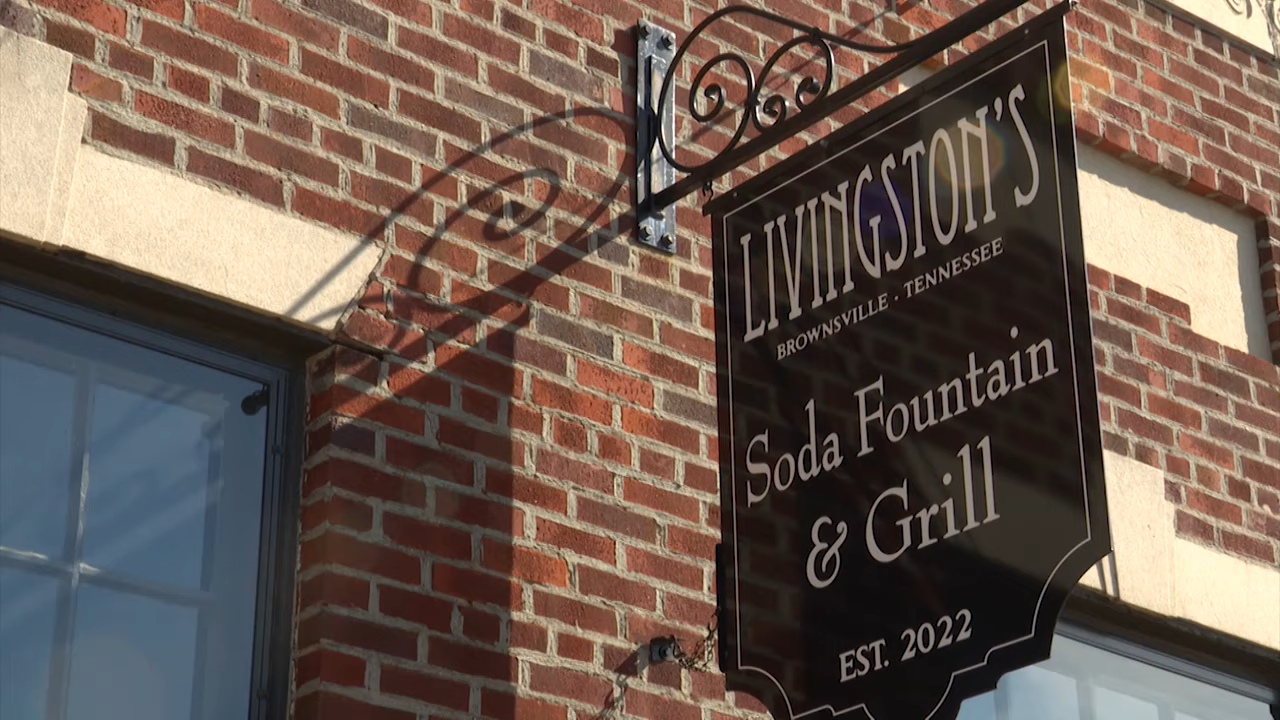 LIVINGSTON'S
BROWNSVILLE · TENNESSEE
Soda Fountain
& Grill
EST. 2022